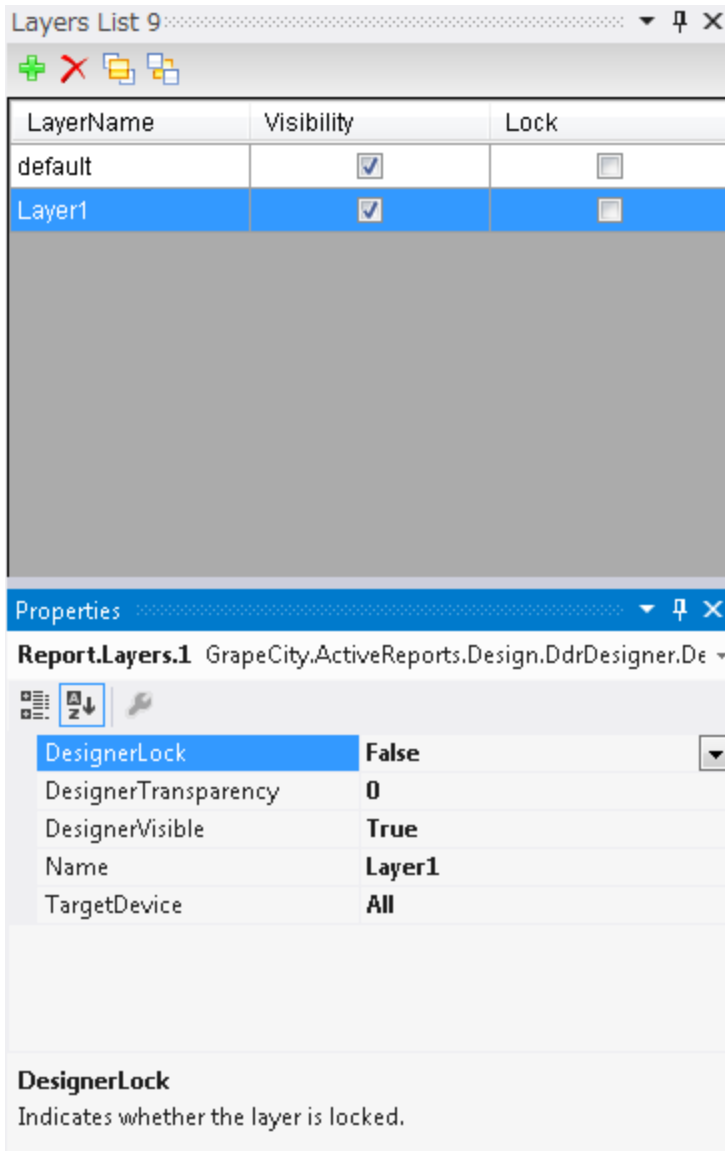 Layers List 9
LayerName Visibility Lock
default
Layer1
Properties
Report.Layers.1 GrapeCity.ActiveReports.Design.DdrDesigner.De
DesignerLock False
DesignerTransparency 0
DesignerVisible True
Name Layer1
TargetDevice All
DesignerLock
Indicates whether the layer is locked.